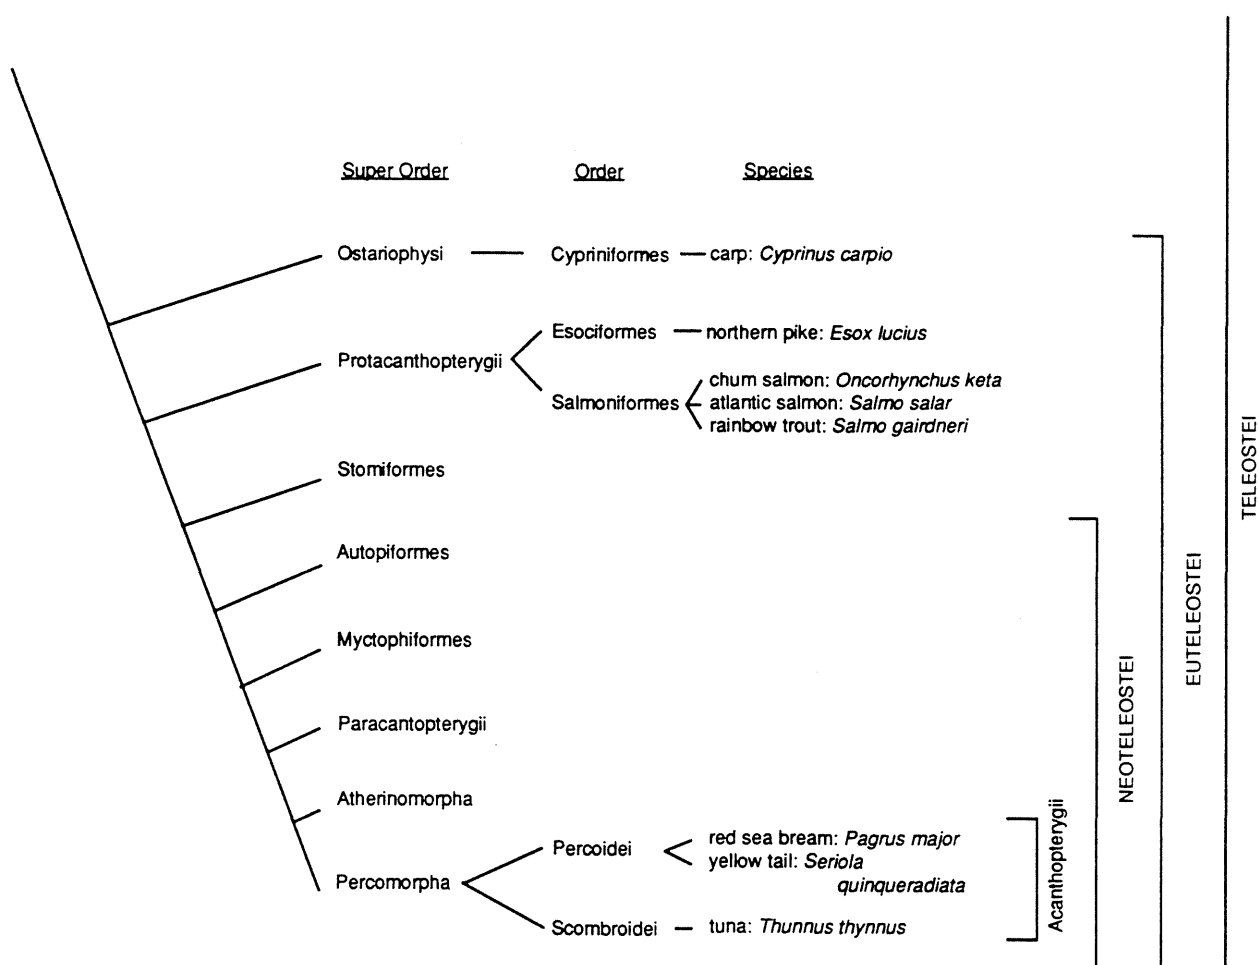 Super Order Order Species
Ostariophysi Cypriniformes carp: Cyprinus carpio
Esociformes northern pike: Esox lucius
Protacanthopterygii
chum salmon: Oncorhynchus keta
Salmoniformes atlantic salmon: Salmo salar
rainbow trout: Salmo gairdneri
Stomiformes
Autopiformes
Myctophiformes
Paracantopterygii
Atherinomorpha
red sea bream: Pagrus major
Percoidei
yellow tail: Seriola
quinqueradiata
Percomorpha
Scombroidei tuna: Thunnus thynnus
Acanthopterygii
NEOTELEOSTEI
EUTELEOSTEI
TELEOSTEI